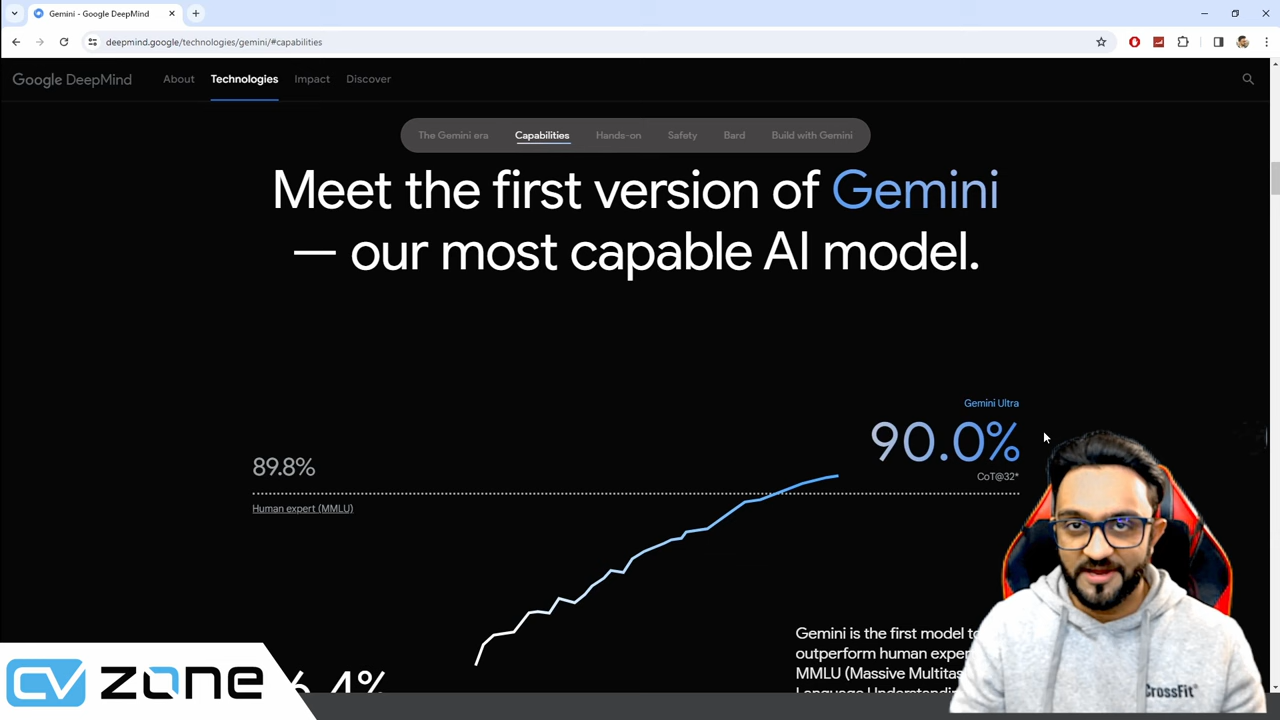 Gemini - Google DeepMind
deepmind.google/technologies/gemini/#capabilities
Google DeepMind About Technologies Impact Discover
The Gemini era Capabilities Hands-on Safety Bard Build with Gemini
Meet the first version of Gemini
— our most capable AI model.
Gemini Ultra
90.0%
CoT@32*
89.8%
Human expert (MMLU)
Gemini is the first model
outperform human
MMLU (Massive
Language
.4%
CV zone
CrossFit